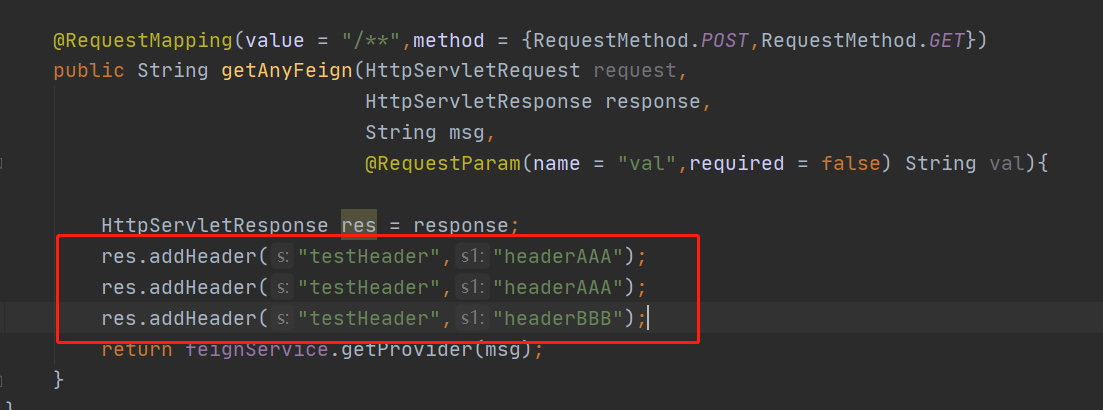 @RequestMapping(value = "/**",method = {RequestMethod.POST,RequestMethod.GET})
public String getAnyFeign(HttpServletRequest request,
HttpServletResponse response,
String msg,
@RequestParam(name = "val",required = false) String val){
HttpServletResponse res = response;
res.addHeader( s: "testHeader", s1: "headerAAA");
res.addHeader( s: "testHeader", s1: "headerAAA");
res.addHeader( s: "testHeader", s1: "headerBBB");
return feignService.getProvider(msg);
}
}